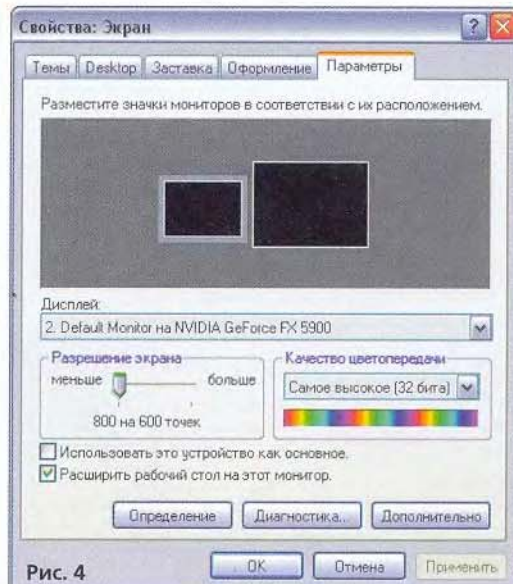 Свойства: Экран
Темы Desktop Заставка Оформление Параметры
Разместите значки мониторов в соответствии с их расположением.
Дисплей:
2. Default Monitor на NVIDIA GeForce FX 5900
Разрешение экрана
меньше больше
800 на 600 точек
Качество цветопередачи
Самое высокое (32 бита)
Использовать это устройство как основное.
Расширить рабочий стол на этот монитор.
Определение Диагностика... Дополнительно
Рис. 4
OK Отмена Применить